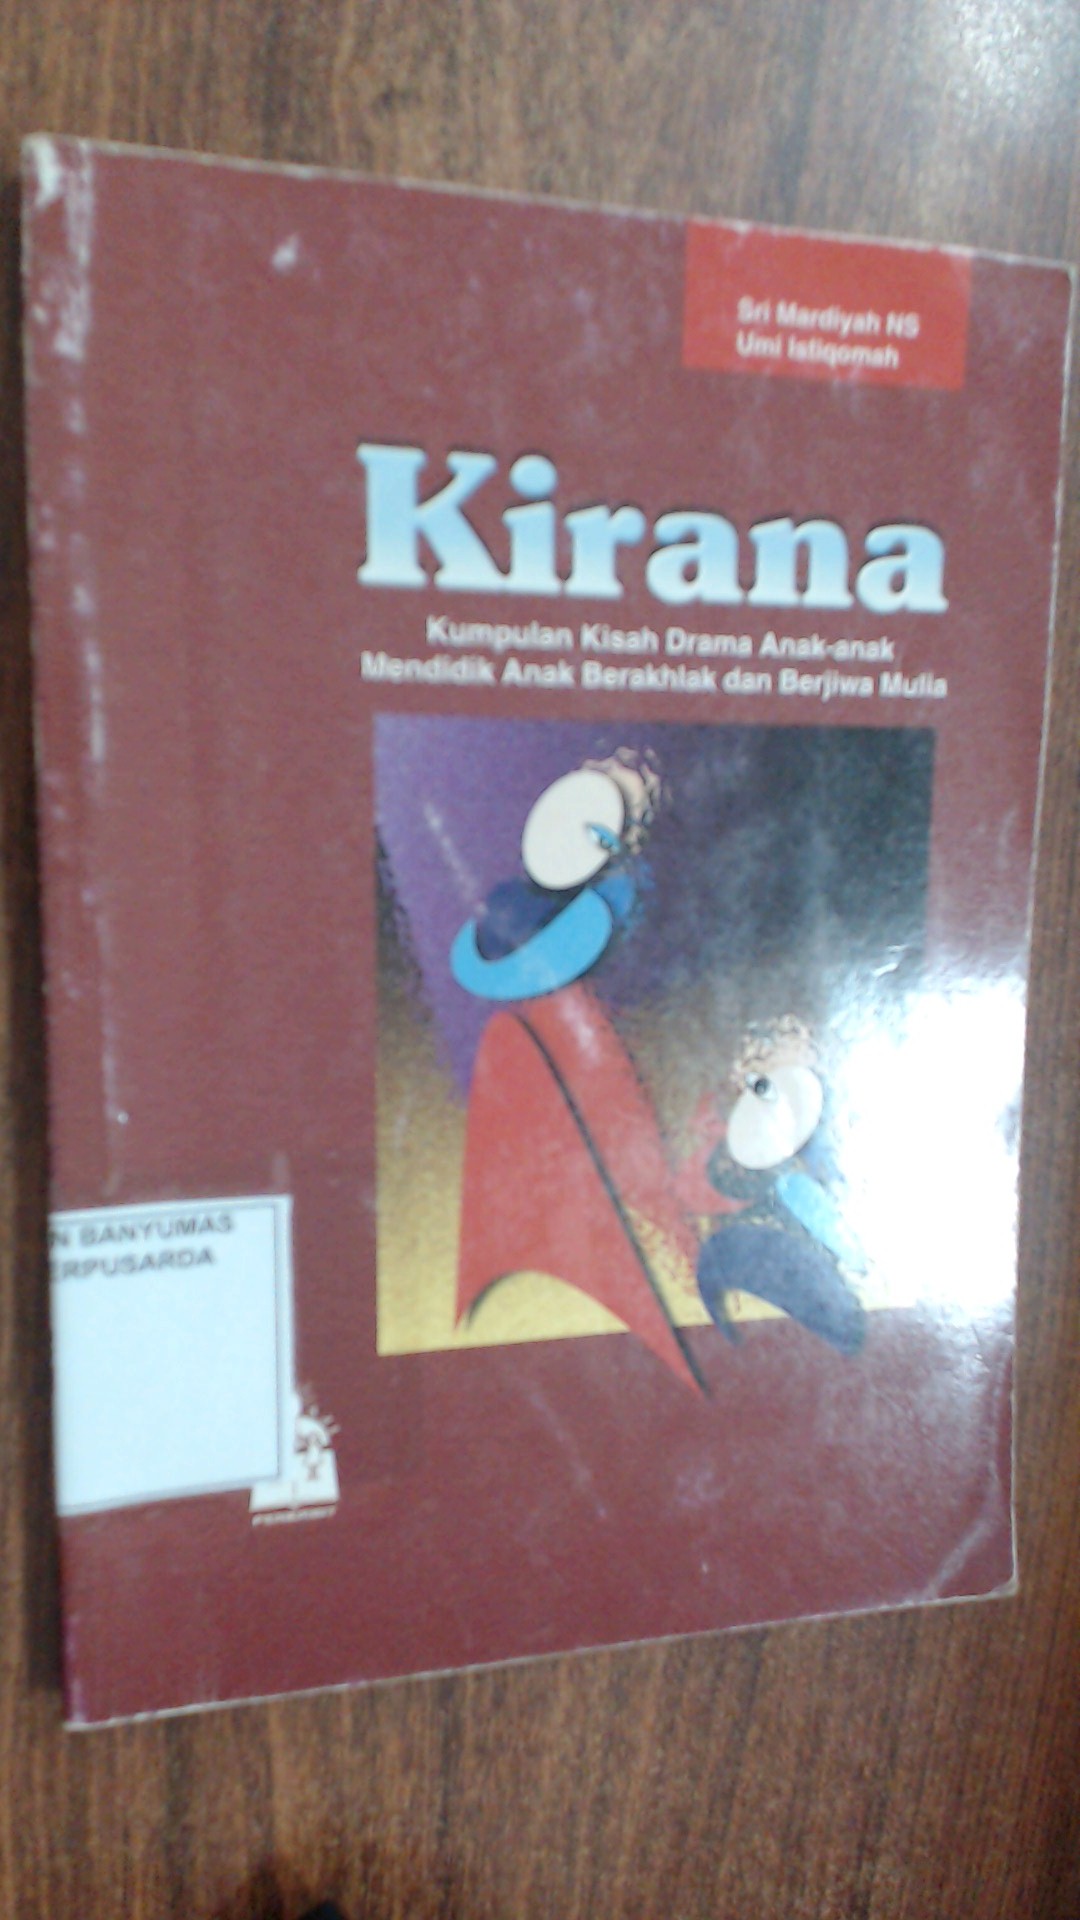 Sri Mardiyah NS
Umi Istiqomah
Kirana
Kumpulan Kisah Drama Anak-anak
Mendidik Anak Berakhlak dan Berjiwa Mulia
N BANYUMAS
ERPUSARDA
PENERBIT